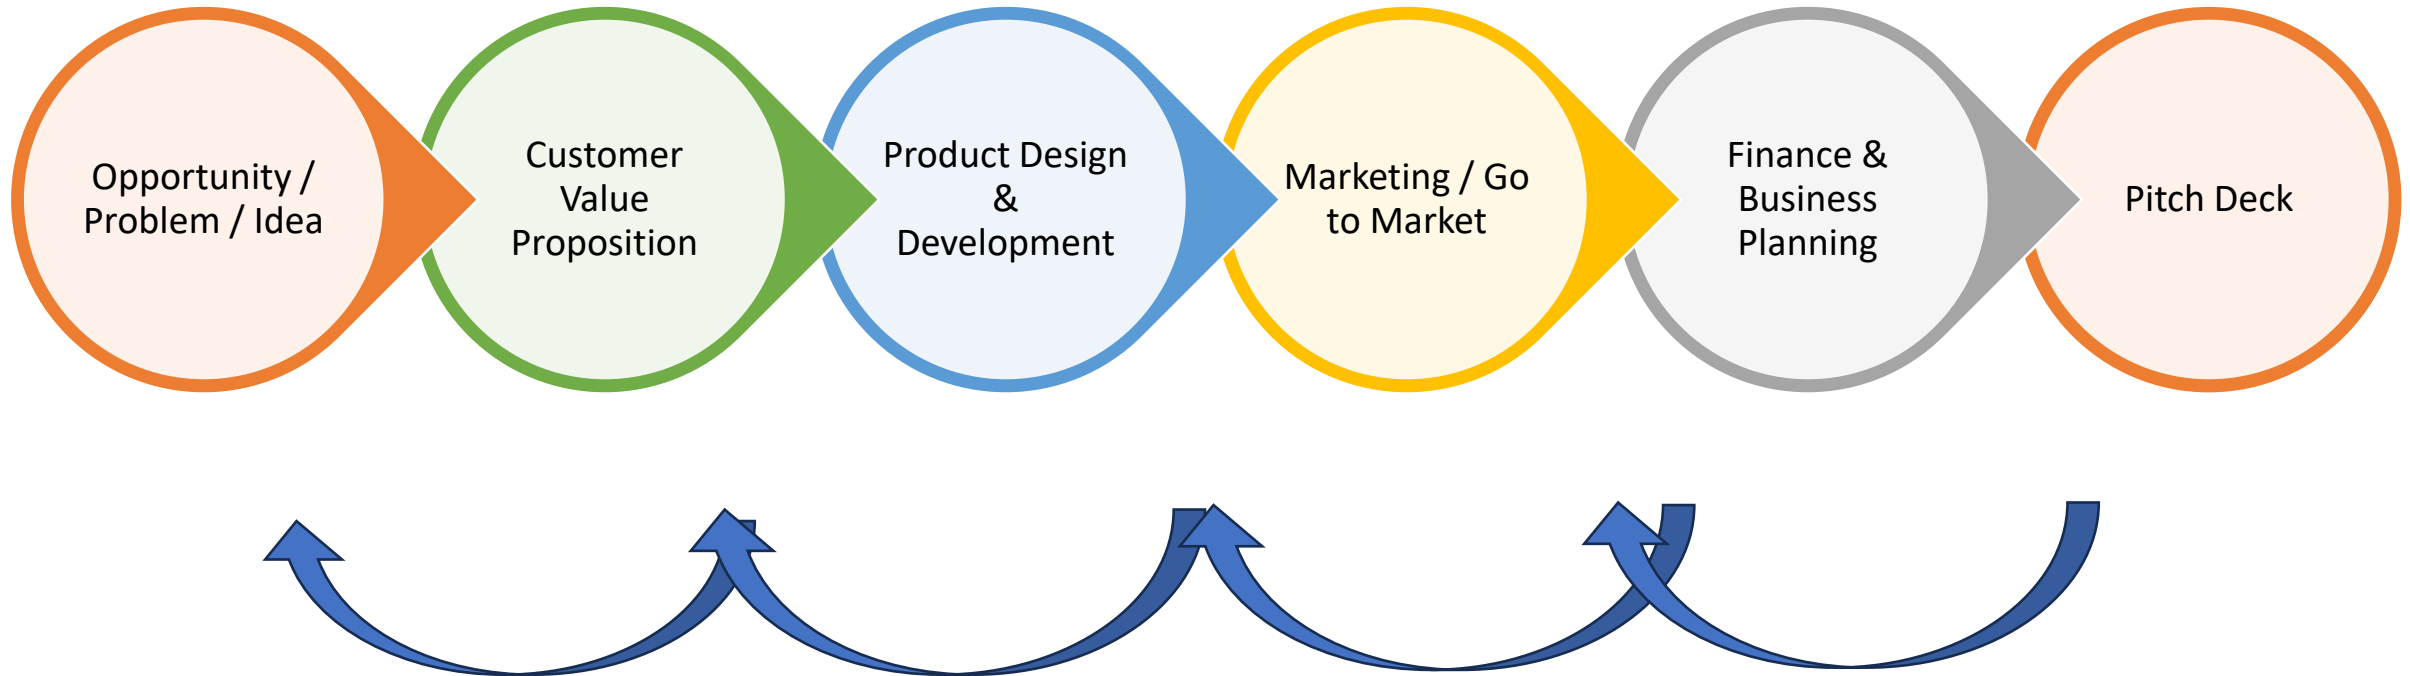 Opportunity /
Problem / Idea
Customer
Value
Proposition
Product Design
&
Development
Marketing / Go
to Market
Finance &
Business
Planning
Pitch Deck